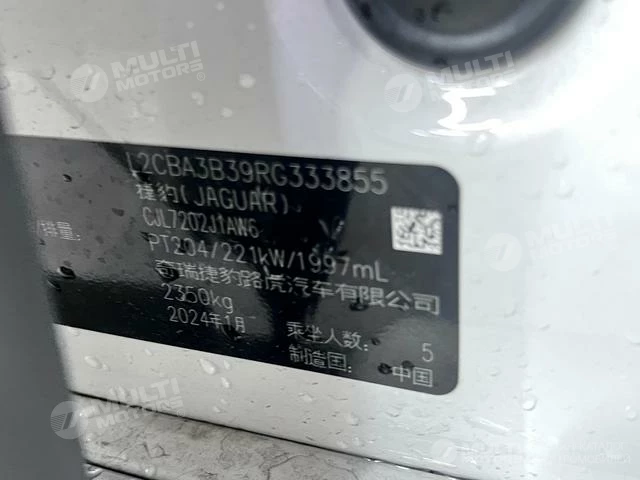 L2CBA3B39RG333855
捷豹(JAGUAR)
CJL7202J1AW6
/排量: PT204/221kW/1997mL
奇瑞捷豹路虎汽车有限公司
2350kg
2024年1月 乘坐人数: 5
制造国: 中国
MULTI MOTORS
MULTI MOTORS
MULTI MOTORS
MULTI MOTORS